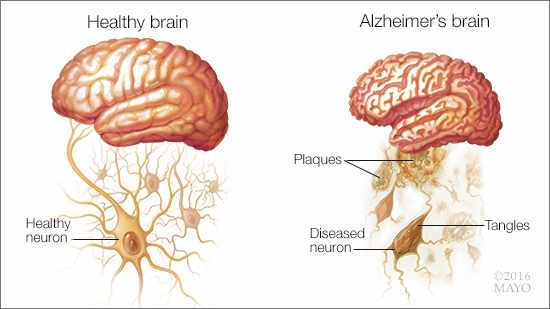 Healthy brain
Alzheimer's brain
Plaques
Healthy
neuron
Tangles
Diseased
neuron
©2016
MAYO